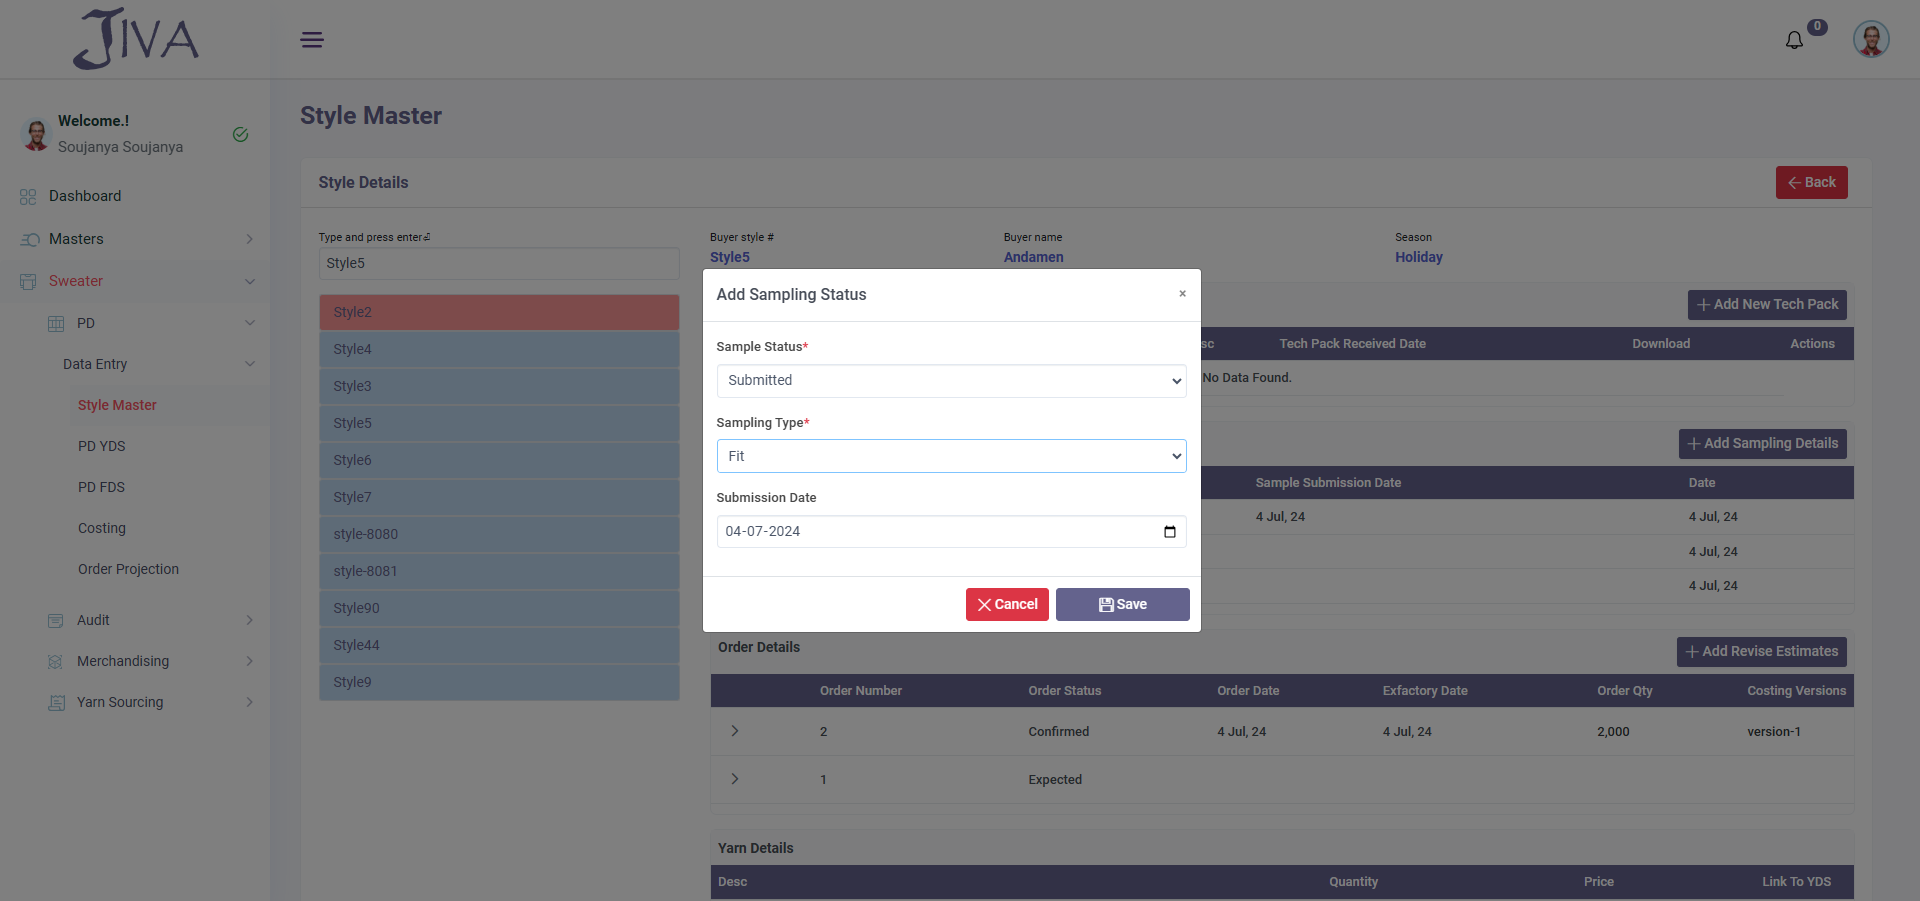 JIVA
0
Welcome.!
Soujanya Soujanya
Dashboard
Masters
Sweater
PD
Data Entry
Style Master
PD YDS
PD FDS
Costing
Order Projection
Audit
Merchandising
Yarn Sourcing
Style Master
Style Details
Back
Type and press enter⏎
Style5
Style2
Style4
Style3
Style5
Style6
Style7
style-8080
style-8081
Style90
Style44
Style9
Buyer style # Buyer name Season
Style5 Andamen Holiday
Add New Tech Pack
sc Tech Pack Received Date Download Actions
No Data Found.
Add Sampling Details
Sample Submission Date Date
4 Jul, 24 4 Jul, 24
4 Jul, 24
4 Jul, 24
Add Sampling Status ×
Sample Status*
Submitted
Sampling Type*
Fit
Submission Date
04-07-2024
Cancel Save
Order Details Add Revise Estimates
Order Number Order Status Order Date Exfactory Date Order Qty Costing Versions
2 Confirmed 4 Jul, 24 4 Jul, 24 2,000 version-1
1 Expected
Yarn Details
Desc Quantity Price Link To YDS